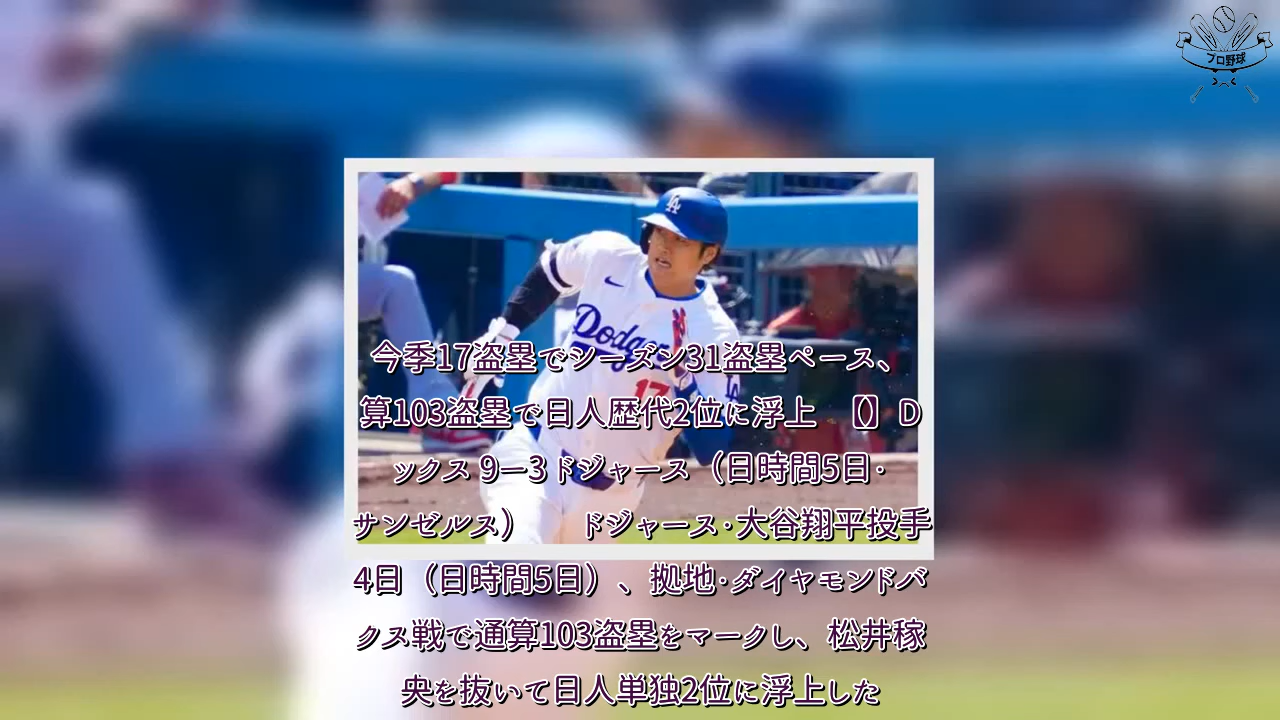 プロ野球
LA
Dodgers
17
LA
今季17盗塁でシーズン31盗塁ペース、
算103盗塁で日人歴代2位に浮上　【】D
ックス 9ー3ドジャース（日時間5日·
サンゼルス）　　ドジャース·大谷翔平投手
4日（日時間5日）、拠地·ダイヤモンドバ
クス戦で通算103盗塁をマークし、松井稼
央を抜いて日人単独2位に浮上した